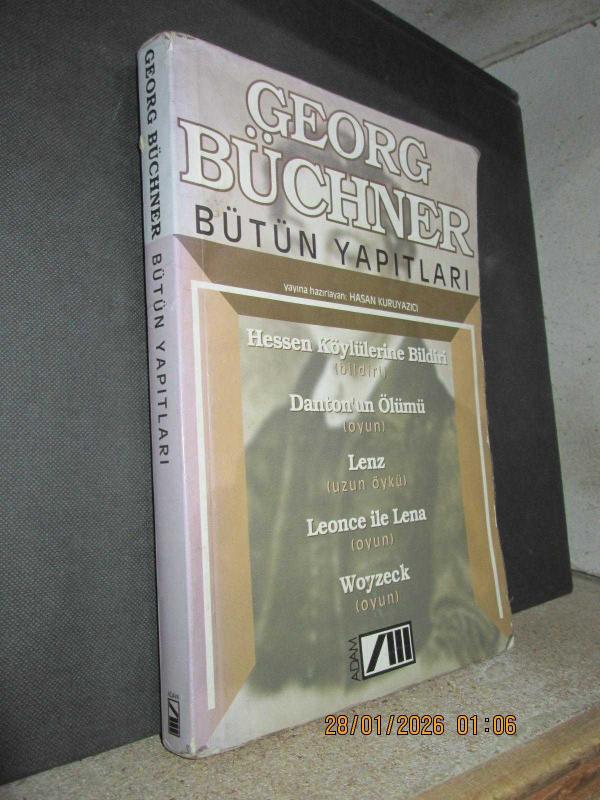 GEORG BÜCHNER BÜTÜN YAPITLARI
ADAM
GEORG
BÜCHNER
BÜTÜN YAPITLARI
yayına hazırlayan: HASAN KURUYAZICI
Hessen Köylülerine Bildiri
(bildiri)
Danton'un Ölümü
(oyun)
Lenz
(uzun öykü)
Leonce ile Lena
(oyun)
Woyzeck
(oyun)
ADAM
28/01/2026 01:06